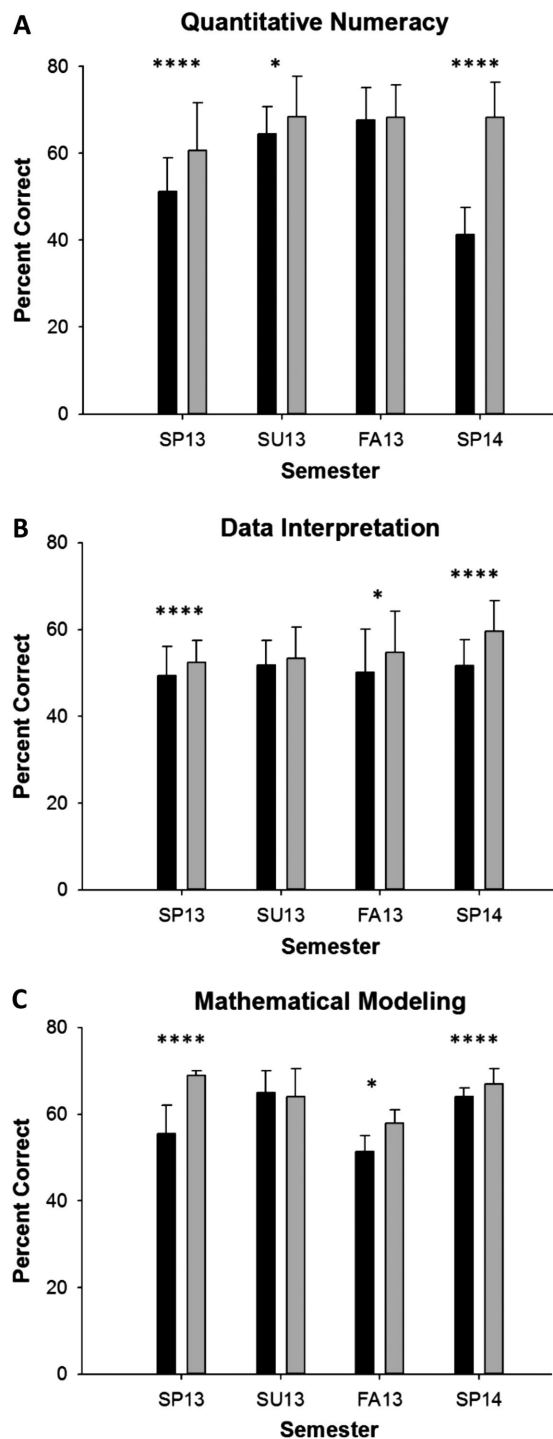 A
Quantitative Numeracy
**** * ****
80
60
40
20
0
Percent Correct
SP13 SU13 FA13 SP14
Semester
B
Data Interpretation
**** * ****
80
60
40
20
0
Percent Correct
SP13 SU13 FA13 SP14
Semester
C
Mathematical Modeling
**** * ****
80
60
40
20
0
Percent Correct
SP13 SU13 FA13 SP14
Semester